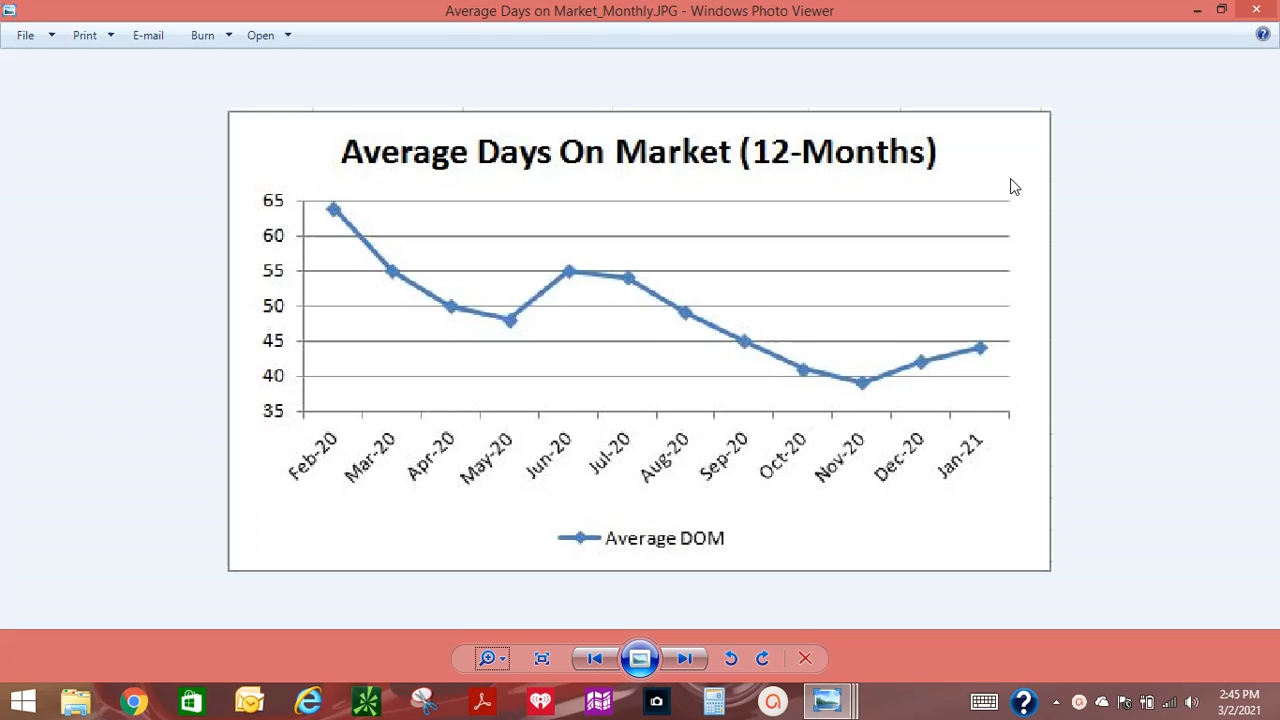 Average Days on Market_Monthly.JPG - Windows Photo Viewer
File Print E-mail Burn Open
Average Days On Market (12-Months)
65
60
55
50
45
40
35
Feb-20 Mar-20 Apr-20 May-20 Jun-20 Jul-20 Aug-20 Sep-20 Oct-20 Nov-20 Dec-20 Jan-21
Average DOM
2:45 PM
3/2/2021